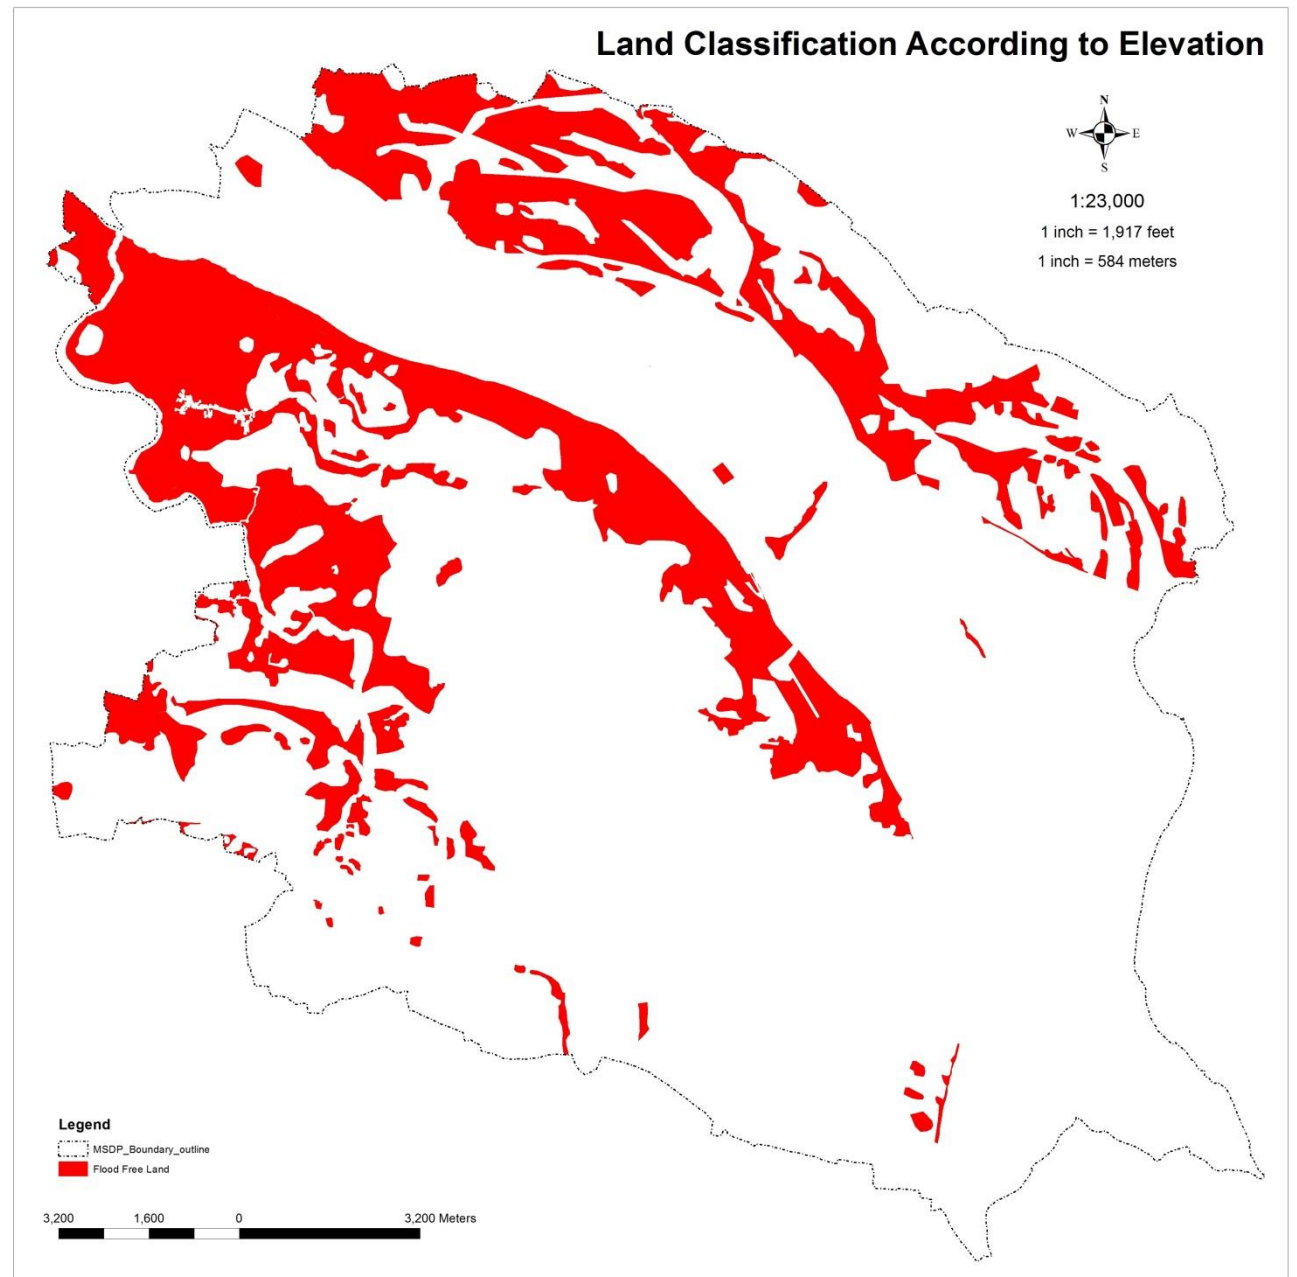 Land Classification According to Elevation
N
W E
S
1:23,000
1 inch = 1,917 feet
1 inch = 584 meters
Legend
MSDP_Boundary_outline
Flood Free Land
3,200 1,600 0 3,200 Meters